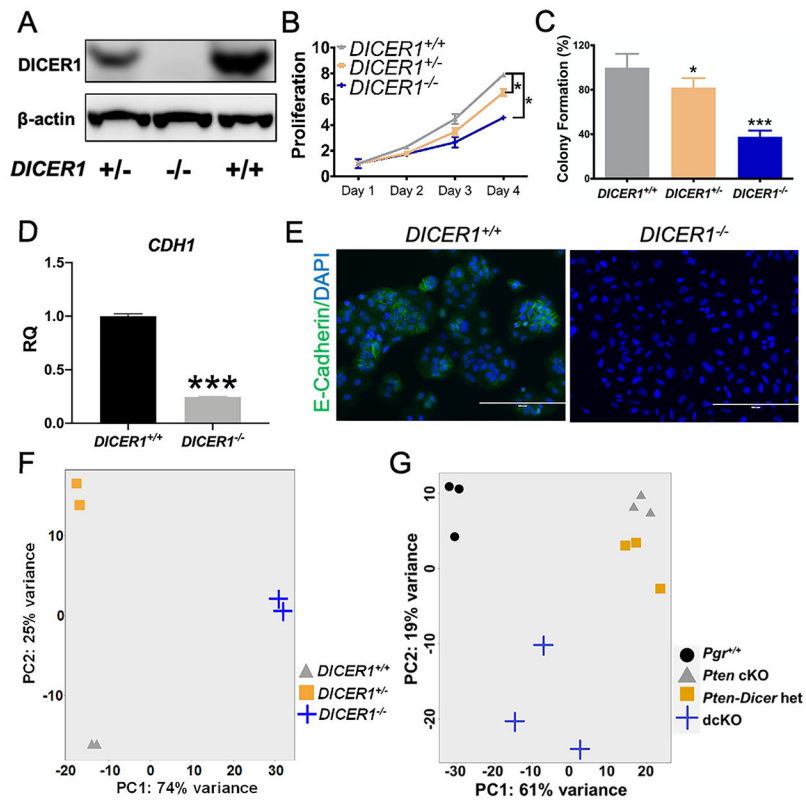 A
DICER1
β-actin
DICER1 +/- -/- +/+
B
Proliferation
10
8
6
4
2
0
Day 1 Day 2 Day 3 Day 4
DICER1+/+
DICER1+/-
DICER1-/-
*
*
C
Colony Formation (%)
120
80
40
0
*
***
DICER1+/+ DICER1+/- DICER1-/-
D
CDH1
RQ
1.5
1.0
0.5
0.0
***
DICER1+/+ DICER1-/-
E
DICER1+/+ DICER1-/-
E-Cadherin/DAPI
F
PC2: 25% variance
10
0
-10
-20 -10 0 10 20 30
PC1: 74% variance
DICER1+/+
DICER1+/-
DICER1-/-
G
PC2: 19% variance
10
0
-10
-20
-30 -20 -10 0 10 20
PC1: 61% variance
Pgr+/+
Pten cKO
Pten-Dicer het
dcKO